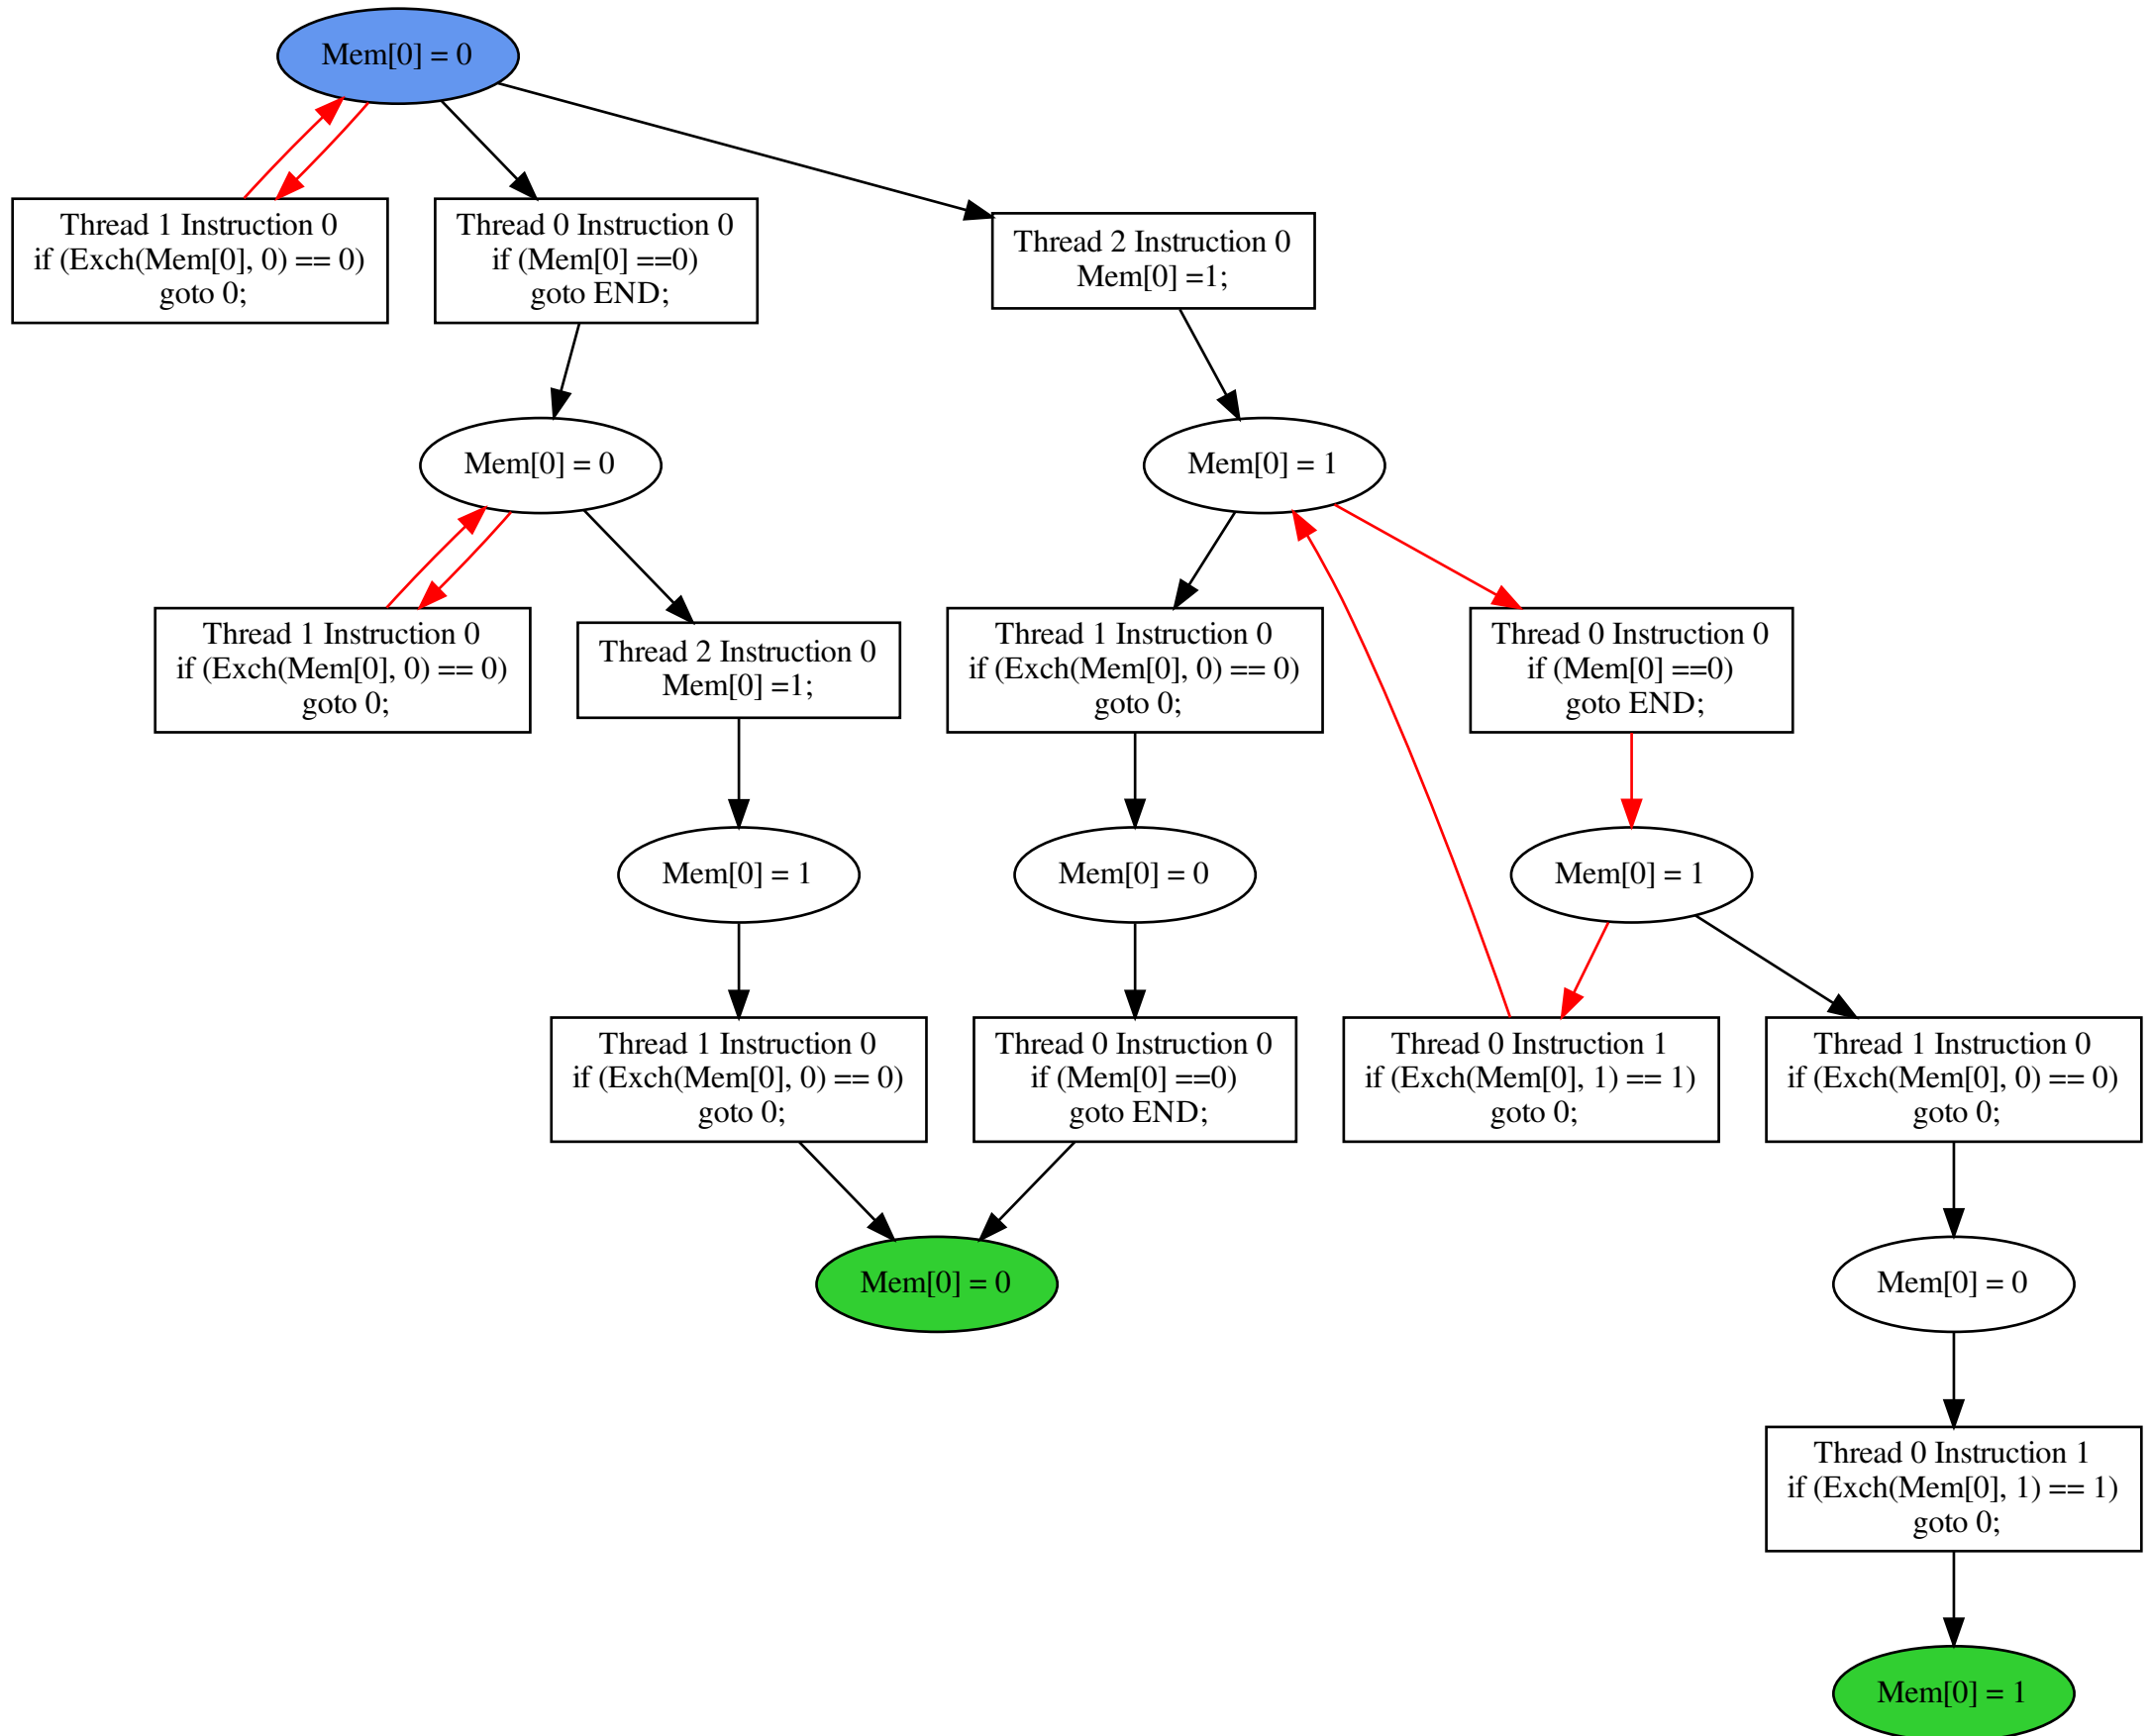 Mem[0] = 0
Thread 1 Instruction 0
if (Exch(Mem[0], 0) == 0)
goto 0;
Thread 0 Instruction 0
if (Mem[0] ==0)
goto END;
Thread 2 Instruction 0
Mem[0] =1;
Mem[0] = 0
Mem[0] = 1
Thread 1 Instruction 0
if (Exch(Mem[0], 0) == 0)
goto 0;
Thread 2 Instruction 0
Mem[0] =1;
Thread 1 Instruction 0
if (Exch(Mem[0], 0) == 0)
goto 0;
Thread 0 Instruction 0
if (Mem[0] ==0)
goto END;
Mem[0] = 1
Mem[0] = 0
Mem[0] = 1
Thread 1 Instruction 0
if (Exch(Mem[0], 0) == 0)
goto 0;
Thread 0 Instruction 0
if (Mem[0] ==0)
goto END;
Thread 0 Instruction 1
if (Exch(Mem[0], 1) == 1)
goto 0;
Thread 1 Instruction 0
if (Exch(Mem[0], 0) == 0)
goto 0;
Mem[0] = 0
Mem[0] = 0
Thread 0 Instruction 1
if (Exch(Mem[0], 1) == 1)
goto 0;
Mem[0] = 1